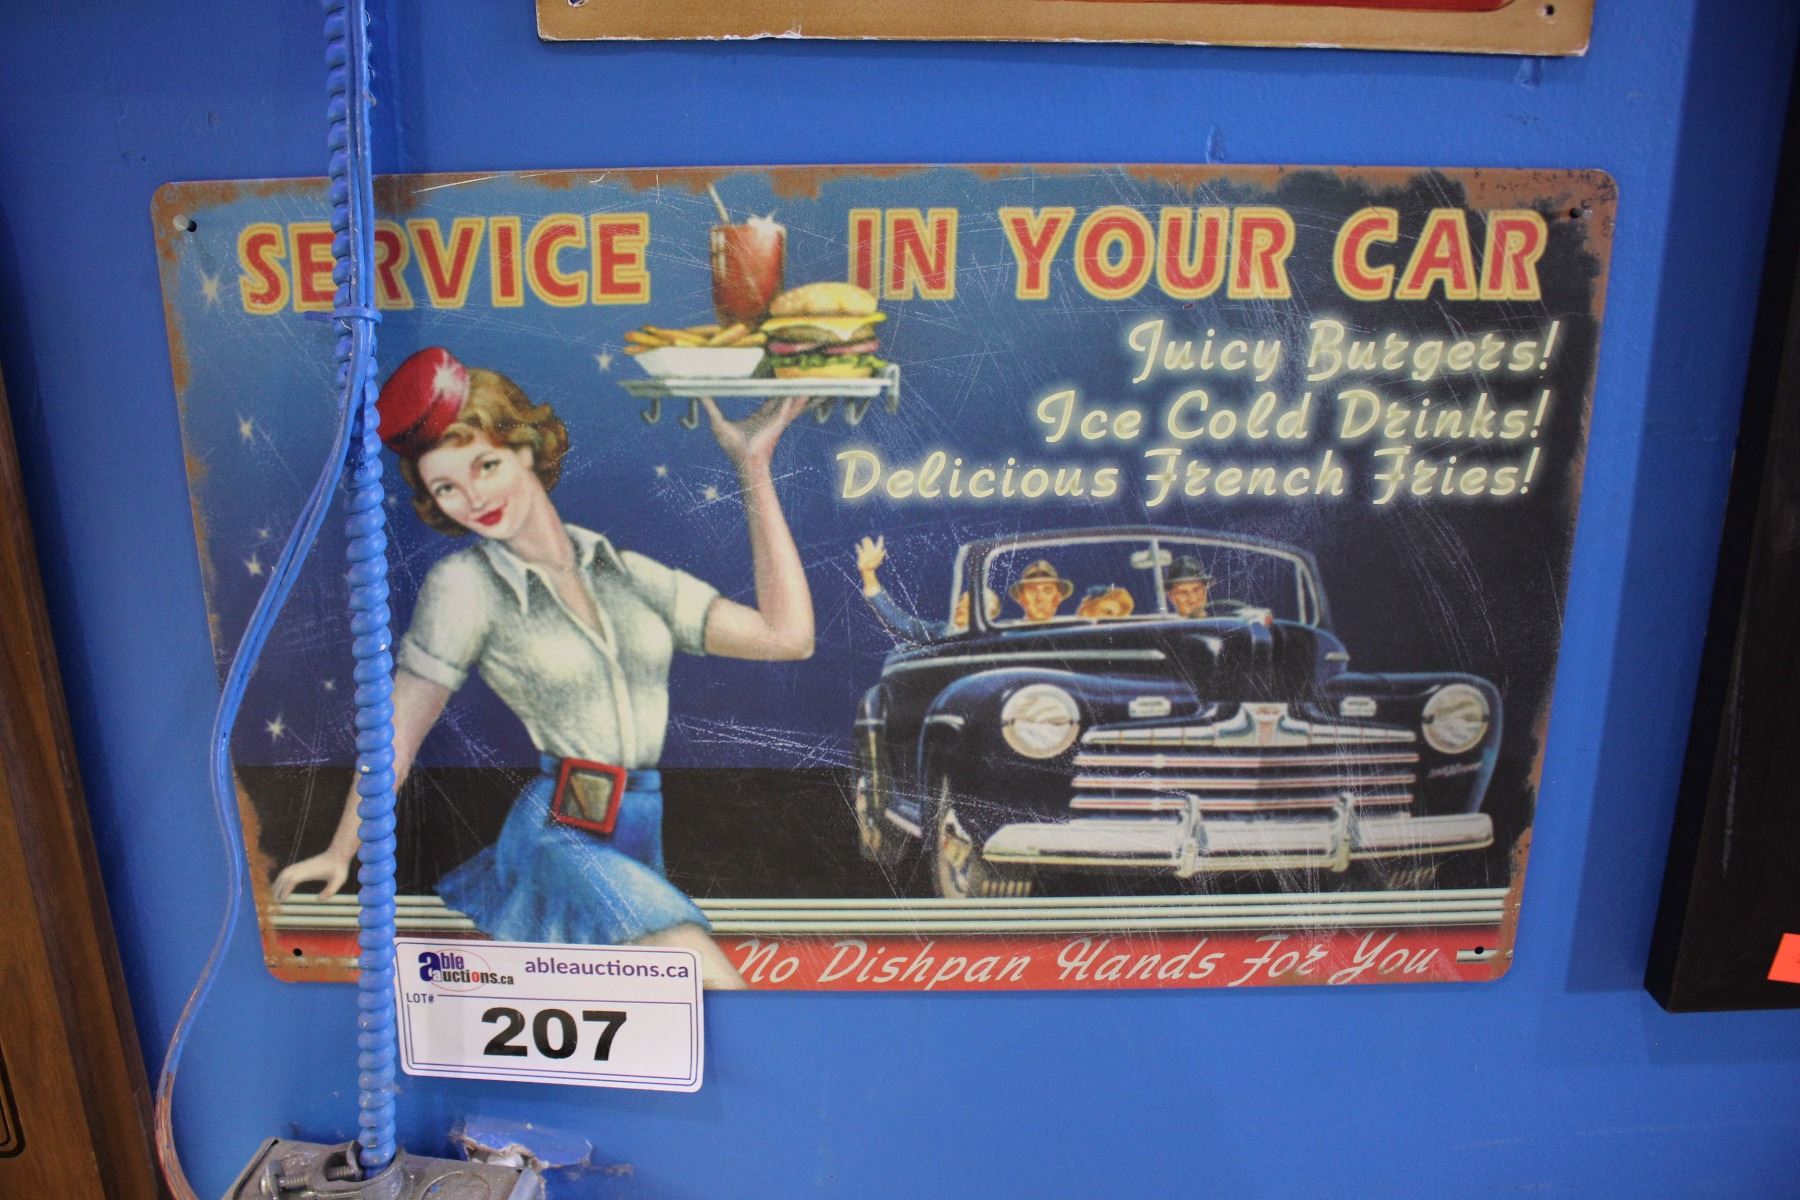 SERVICE IN YOUR CAR
Juicy Burgers!
Ice Cold Drinks!
Delicious French Fries!
Ford
No Dishpan Hands For You
able auctions.ca
ableauctions.ca
LOT#
207